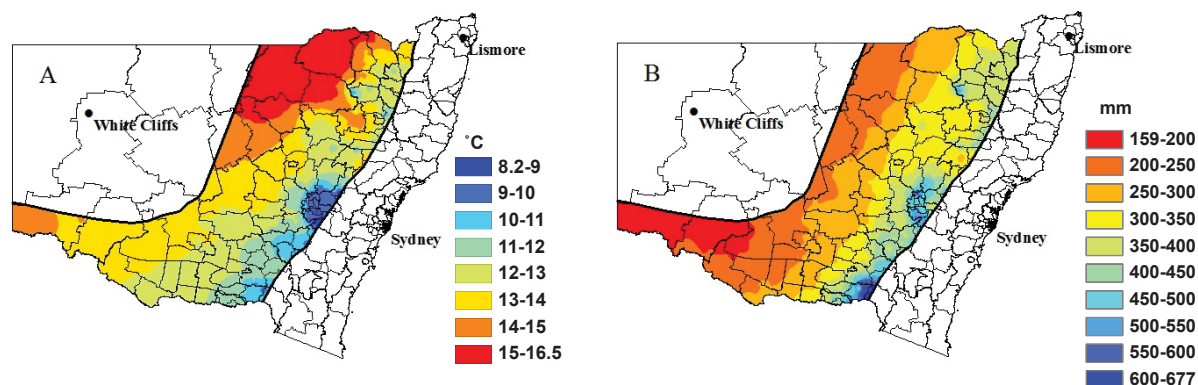 A
Lismore
White Cliffs
Sydney
°C
8.2-9
9-10
10-11
11-12
12-13
13-14
14-15
15-16.5
B
Lismore
White Cliffs
Sydney
mm
159-200
200-250
250-300
300-350
350-400
400-450
450-500
500-550
550-600
600-677